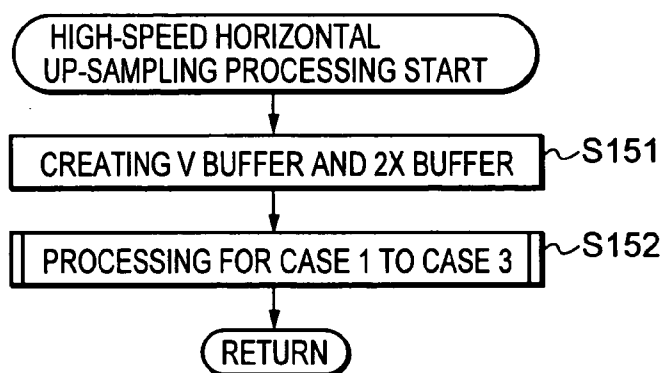 HIGH-SPEED HORIZONTAL
UP-SAMPLING PROCESSING START
CREATING V BUFFER AND 2X BUFFER
S151
PROCESSING FOR CASE 1 TO CASE 3
S152
RETURN